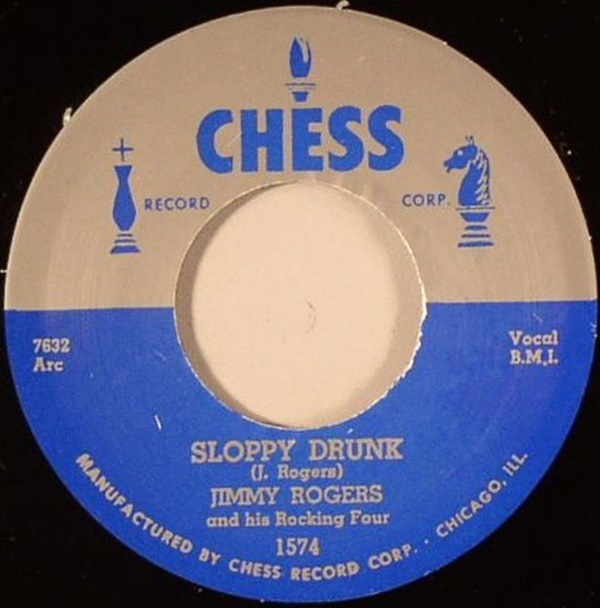 CHESS
RECORD CORP.
7632
Arc
Vocal
B.M.I.
SLOPPY DRUNK
(J. Rogers)
JIMMY ROGERS
and his Rocking Four
1574
MANUFACTURED BY CHESS RECORD CORP. · CHICAGO, ILL.